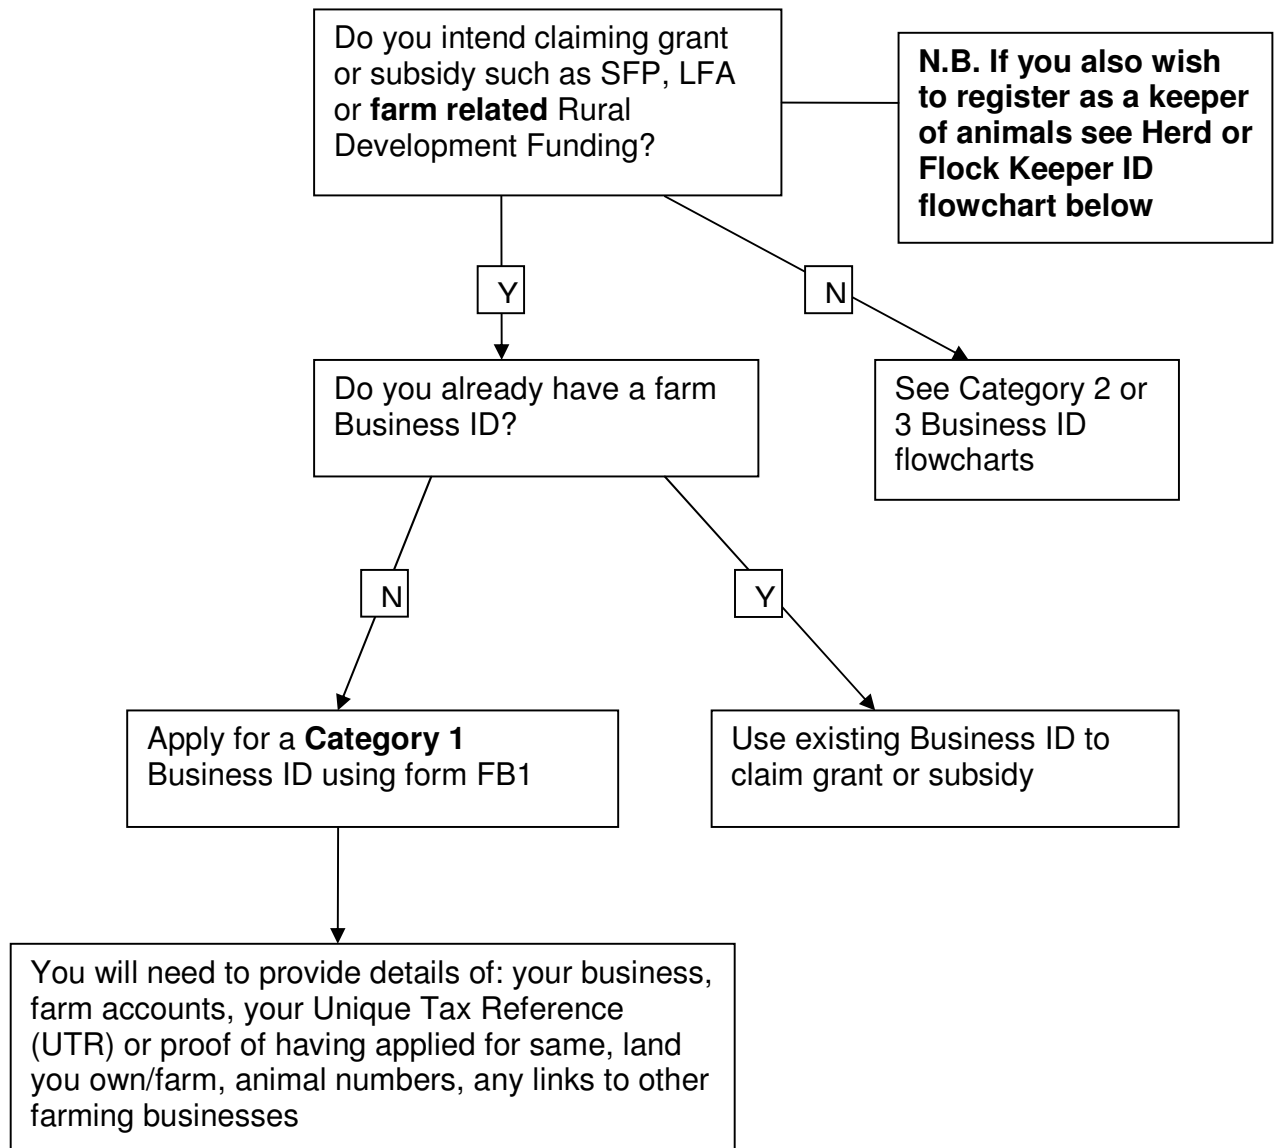 Do you intend claiming grant
or subsidy such as SFP, LFA
or farm related Rural
Development Funding?
N.B. If you also wish
to register as a keeper
of animals see Herd or
Flock Keeper ID
flowchart below
Y
N
Do you already have a farm
Business ID?
See Category 2 or
3 Business ID
flowcharts
N
Y
Apply for a Category 1
Business ID using form FB1
Use existing Business ID to
claim grant or subsidy
You will need to provide details of: your business,
farm accounts, your Unique Tax Reference
(UTR) or proof of having applied for same, land
you own/farm, animal numbers, any links to other
farming businesses